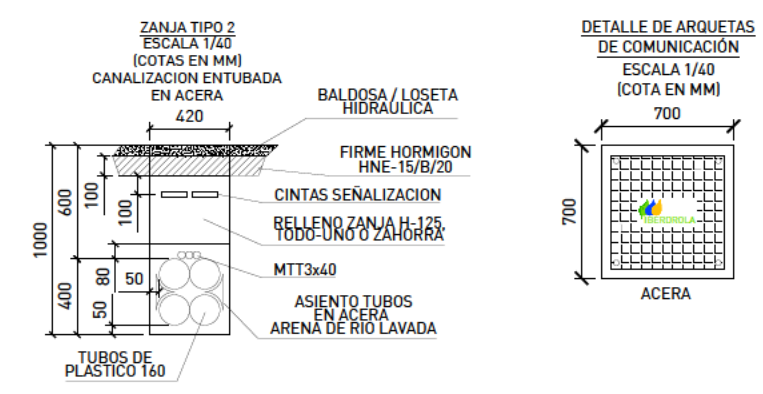 ZANJA TIPO 2
ESCALA 1/40
(COTAS EN MM)
CANALIZACION ENTUBADA
EN ACERA
420
BALDOSA / LOSETA
HIDRAULICA
FIRME HORMIGON
HNE-15/B/20
CINTAS SEÑALIZACION
RELLENO ZANJA H-125,
TODO-UNO O ZAHORRA
MTT3x40
ASIENTO TUBOS
EN ACERA
ARENA DE RIO LAVADA
TUBOS DE
PLASTICO 160
1000
600
100
100
400
80
50
50
DETALLE DE ARQUETAS
DE COMUNICACIÓN
ESCALA 1/40
(COTA EN MM)
700
700
IBERDROLA
ACERA